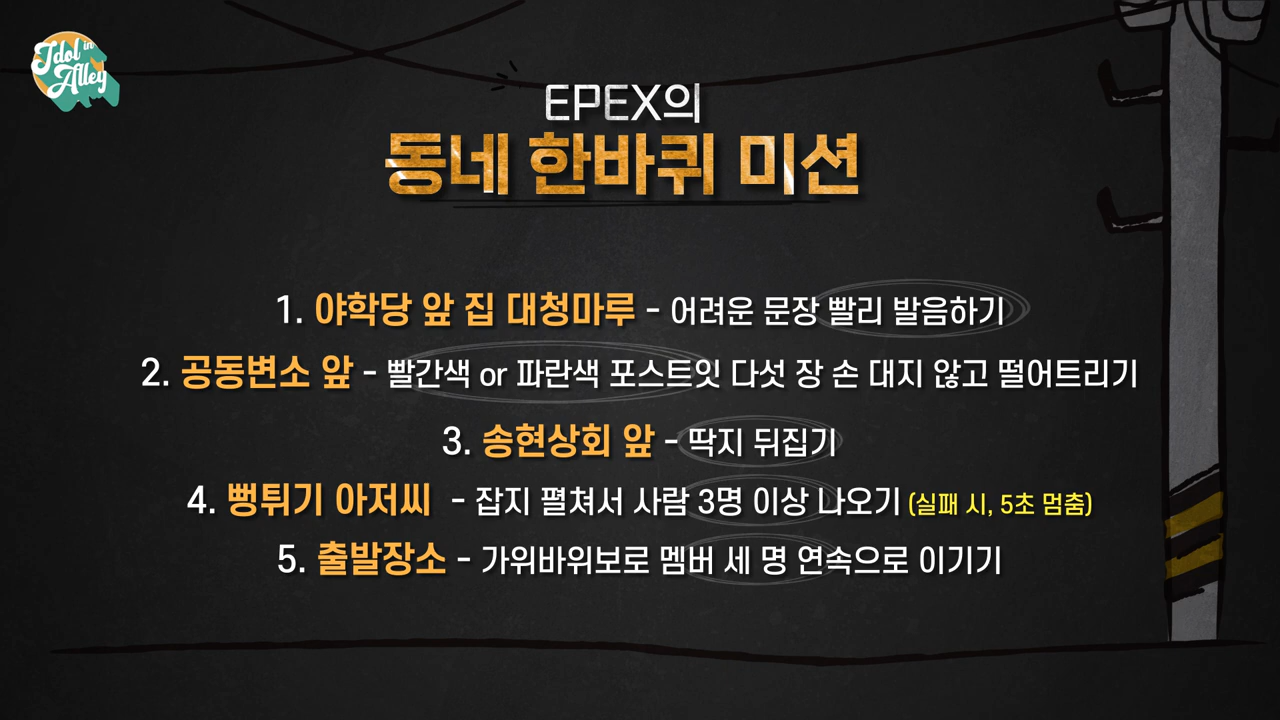 Idol in
Alley
EPEX의
동네 한바퀴 미션
1. 야학당 앞 집 대청마루 - 어려운 문장 빨리 발음하기
2. 공동변소 앞 - 빨간색 or 파란색 포스트잇 다섯 장 손 대지 않고 떨어트리기
3. 송현상회 앞 - 딱지 뒤집기
4. 뻥튀기 아저씨 - 잡지 펼쳐서 사람 3명 이상 나오기 (실패 시, 5초 멈춤)
5. 출발장소 - 가위바위보로 멤버 세 명 연속으로 이기기